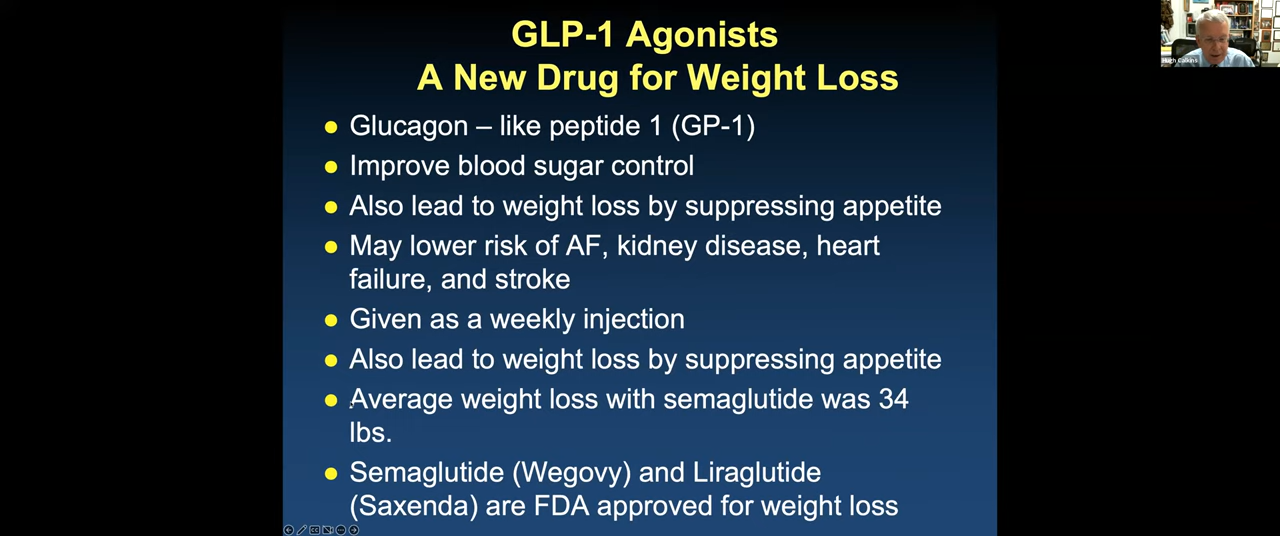 GLP-1 Agonists
A New Drug for Weight Loss
Hugh Calkins
● Glucagon – like peptide 1 (GP-1)
● Improve blood sugar control
● Also lead to weight loss by suppressing appetite
● May lower risk of AF, kidney disease, heart
failure, and stroke
● Given as a weekly injection
● Also lead to weight loss by suppressing appetite
● Average weight loss with semaglutide was 34
lbs.
● Semaglutide (Wegovy) and Liraglutide
(Saxenda) are FDA approved for weight loss